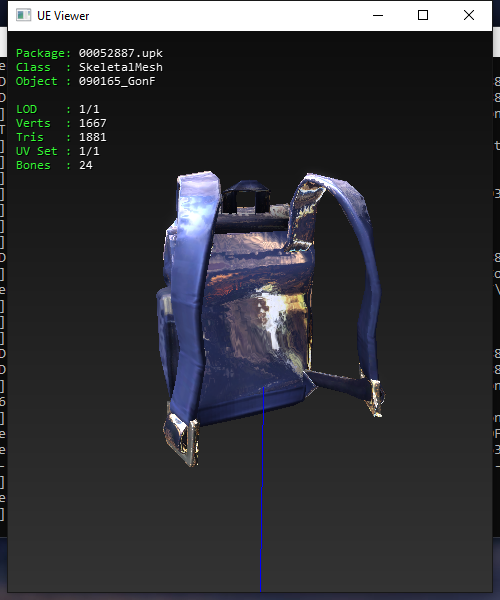 UE Viewer
Package: 00052887.upk
Class : SkeletalMesh
Object : 090165_GonF
LOD : 1/1
Verts : 1667
Tris : 1881
UV Set : 1/1
Bones : 24